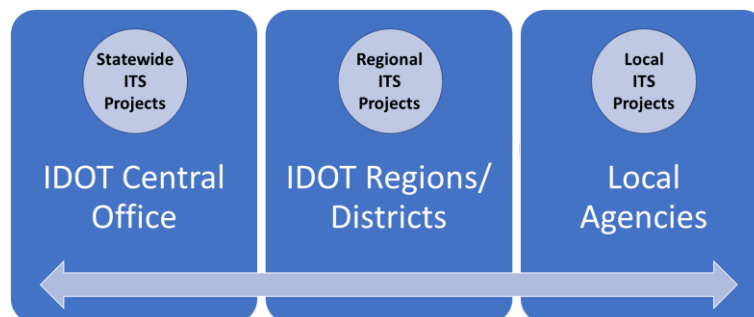 Statewide
ITS
Projects
IDOT Central
Office
Regional
ITS
Projects
IDOT Regions/
Districts
Local
ITS
Projects
Local
Agencies